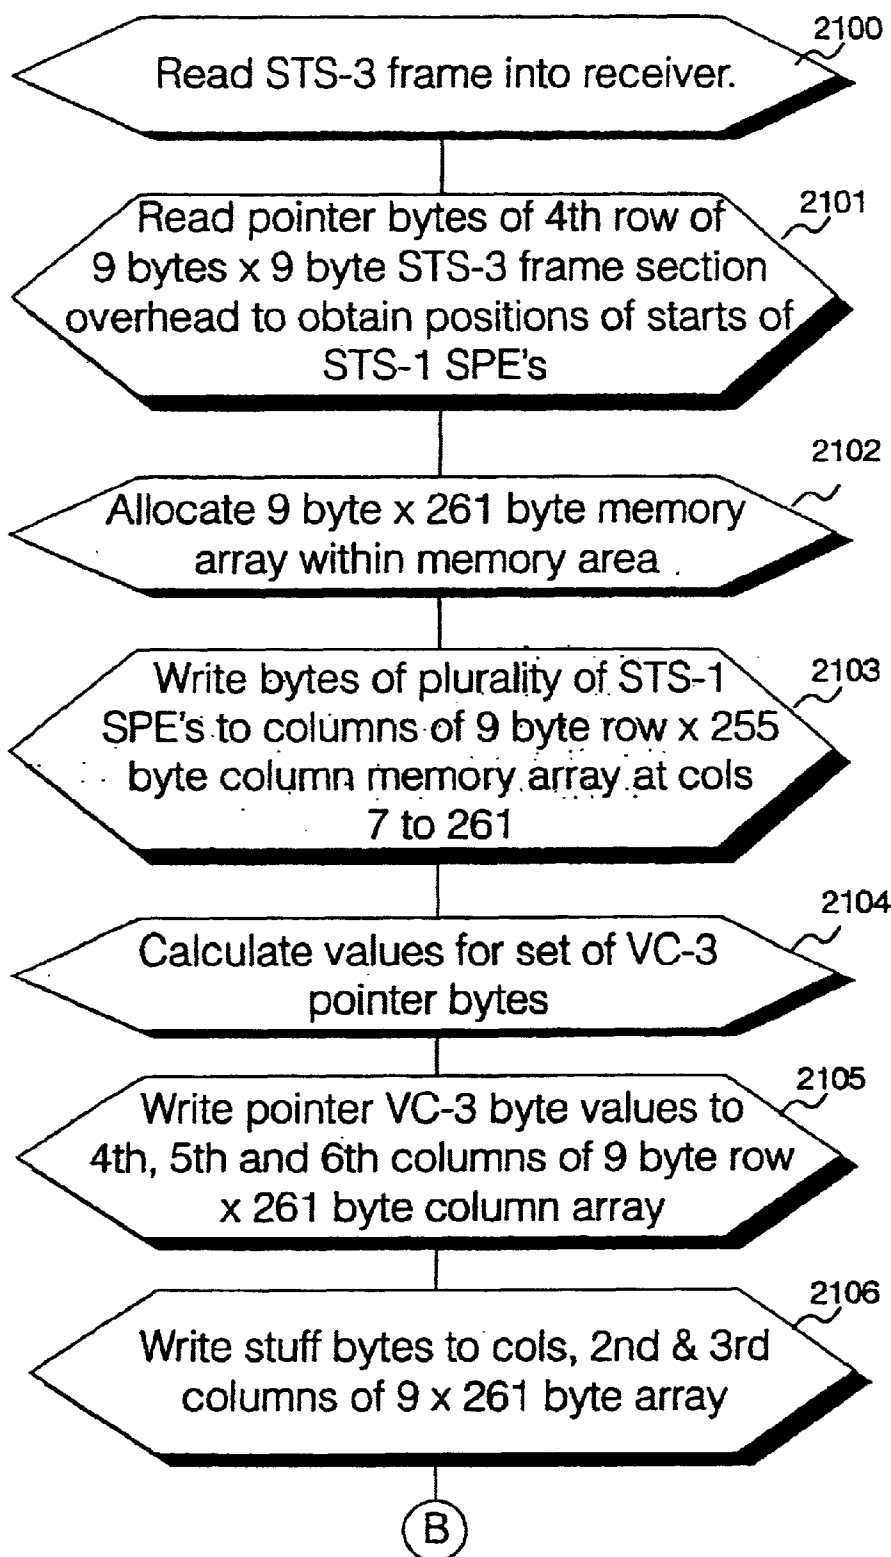 2100
Read STS-3 frame into receiver.
2101
Read pointer bytes of 4th row of
9 bytes x 9 byte STS-3 frame section
overhead to obtain positions of starts of
STS-1 SPE's
2102
Allocate 9 byte x 261 byte memory
array within memory area .
2103
Write bytes of plurality of STS-1
SPE's to columns of 9 byte row x 255
byte column memory array at cols
7 to 261
2104
Calculate values for set of VC-3
pointer bytes
2105
Write pointer VC-3 byte values to
4th, 5th and 6th columns of 9 byte row
x 261 byte column array
2106
Write stuff bytes to cols, 2nd & 3rd
columns of 9 x 261 byte array
B